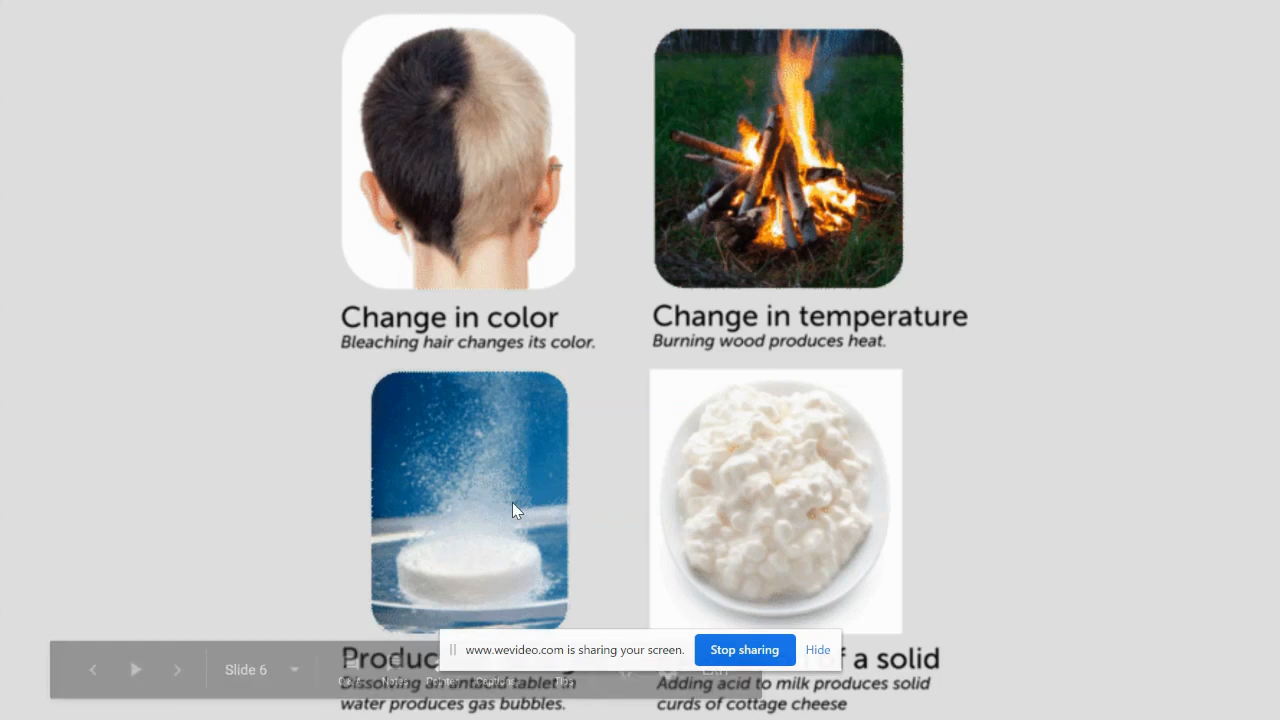 Change in color
Bleaching hair changes its color.
Change in temperature
Burning wood produces heat.
Dissolving an antacid tablet in
water produces gas bubbles.
of a solid
Adding acid to milk produces solid
curds of cottage cheese
www.wevideo.com is sharing your screen.
Stop sharing
Hide
Slide 6